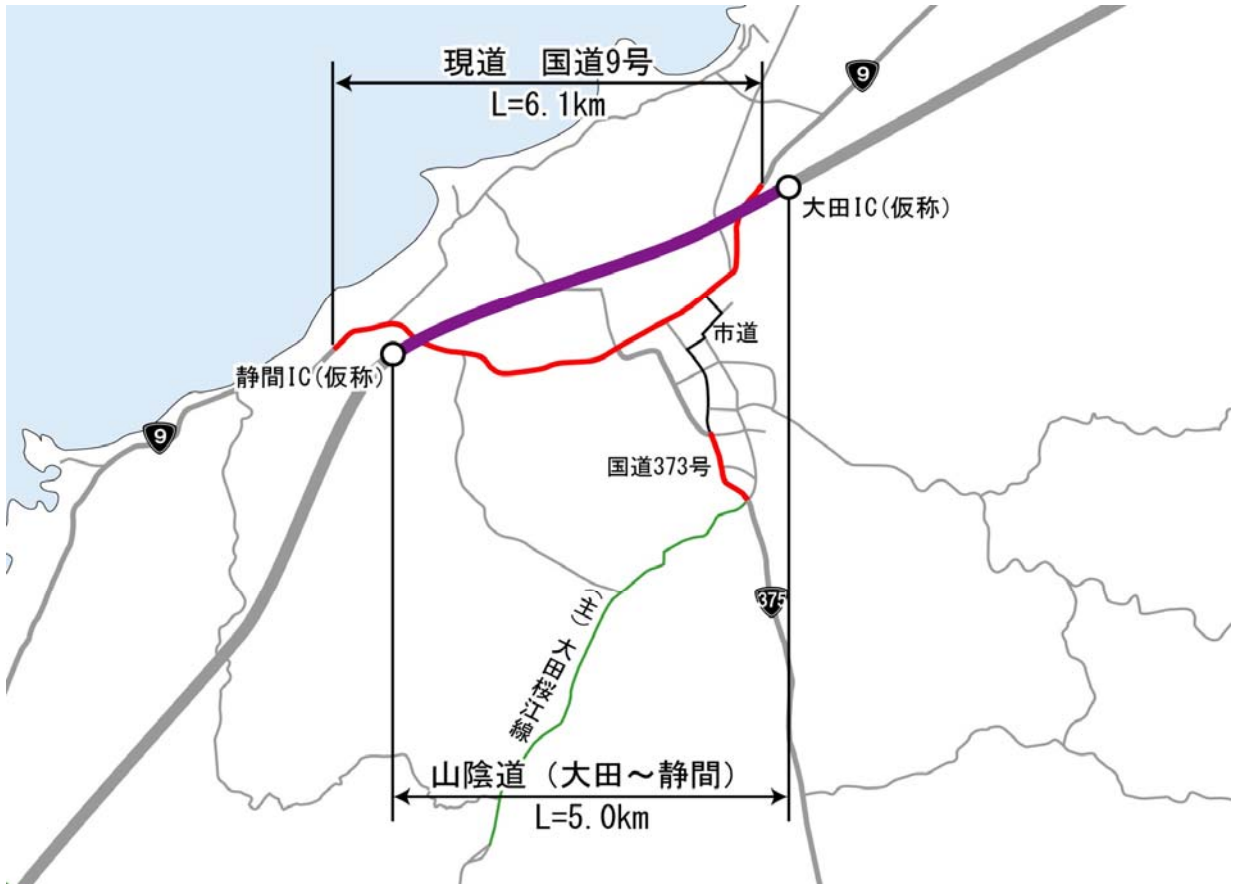 現道　国道9号
L=6.1km
9
大田IC(仮称)
市道
静間IC(仮称)
9
国道373号
375
(主) 大田桜江線
山陰道（大田～静間）
L=5.0km